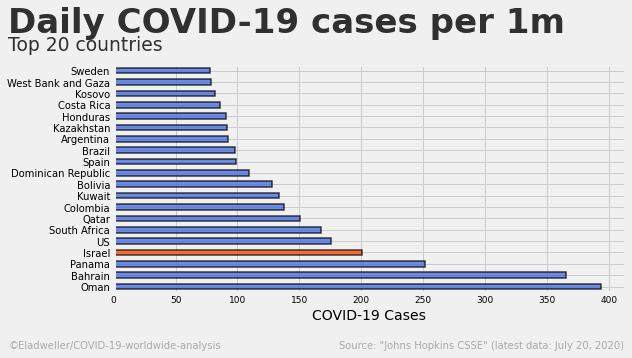 Daily COVID-19 cases per 1m
Top 20 countries
Sweden
West Bank and Gaza
Kosovo
Costa Rica
Honduras
Kazakhstan
Argentina
Brazil
Spain
Dominican Republic
Bolivia
Kuwait
Colombia
Qatar
South Africa
US
Israel
Panama
Bahrain
Oman
0 50 100 150 200 250 300 350 400
COVID-19 Cases
©Eladweller/COVID-19-worldwide-analysis Source: "Johns Hopkins CSSE" (latest data: July 20, 2020)